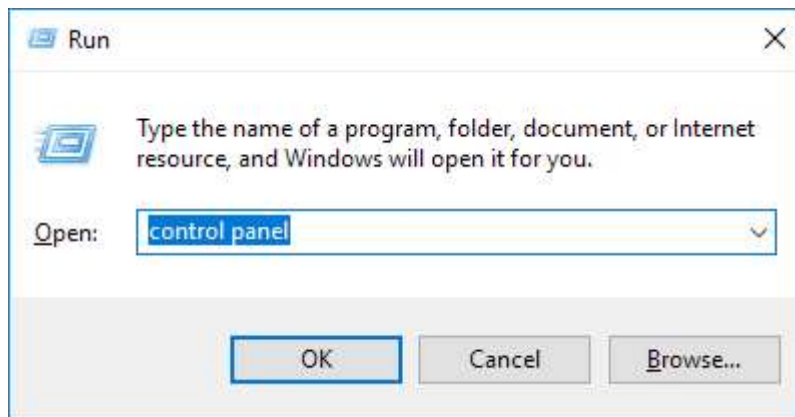 Run
Type the name of a program, folder, document, or Internet
resource, and Windows will open it for you.
Open: control panel
OK Cancel Browse...